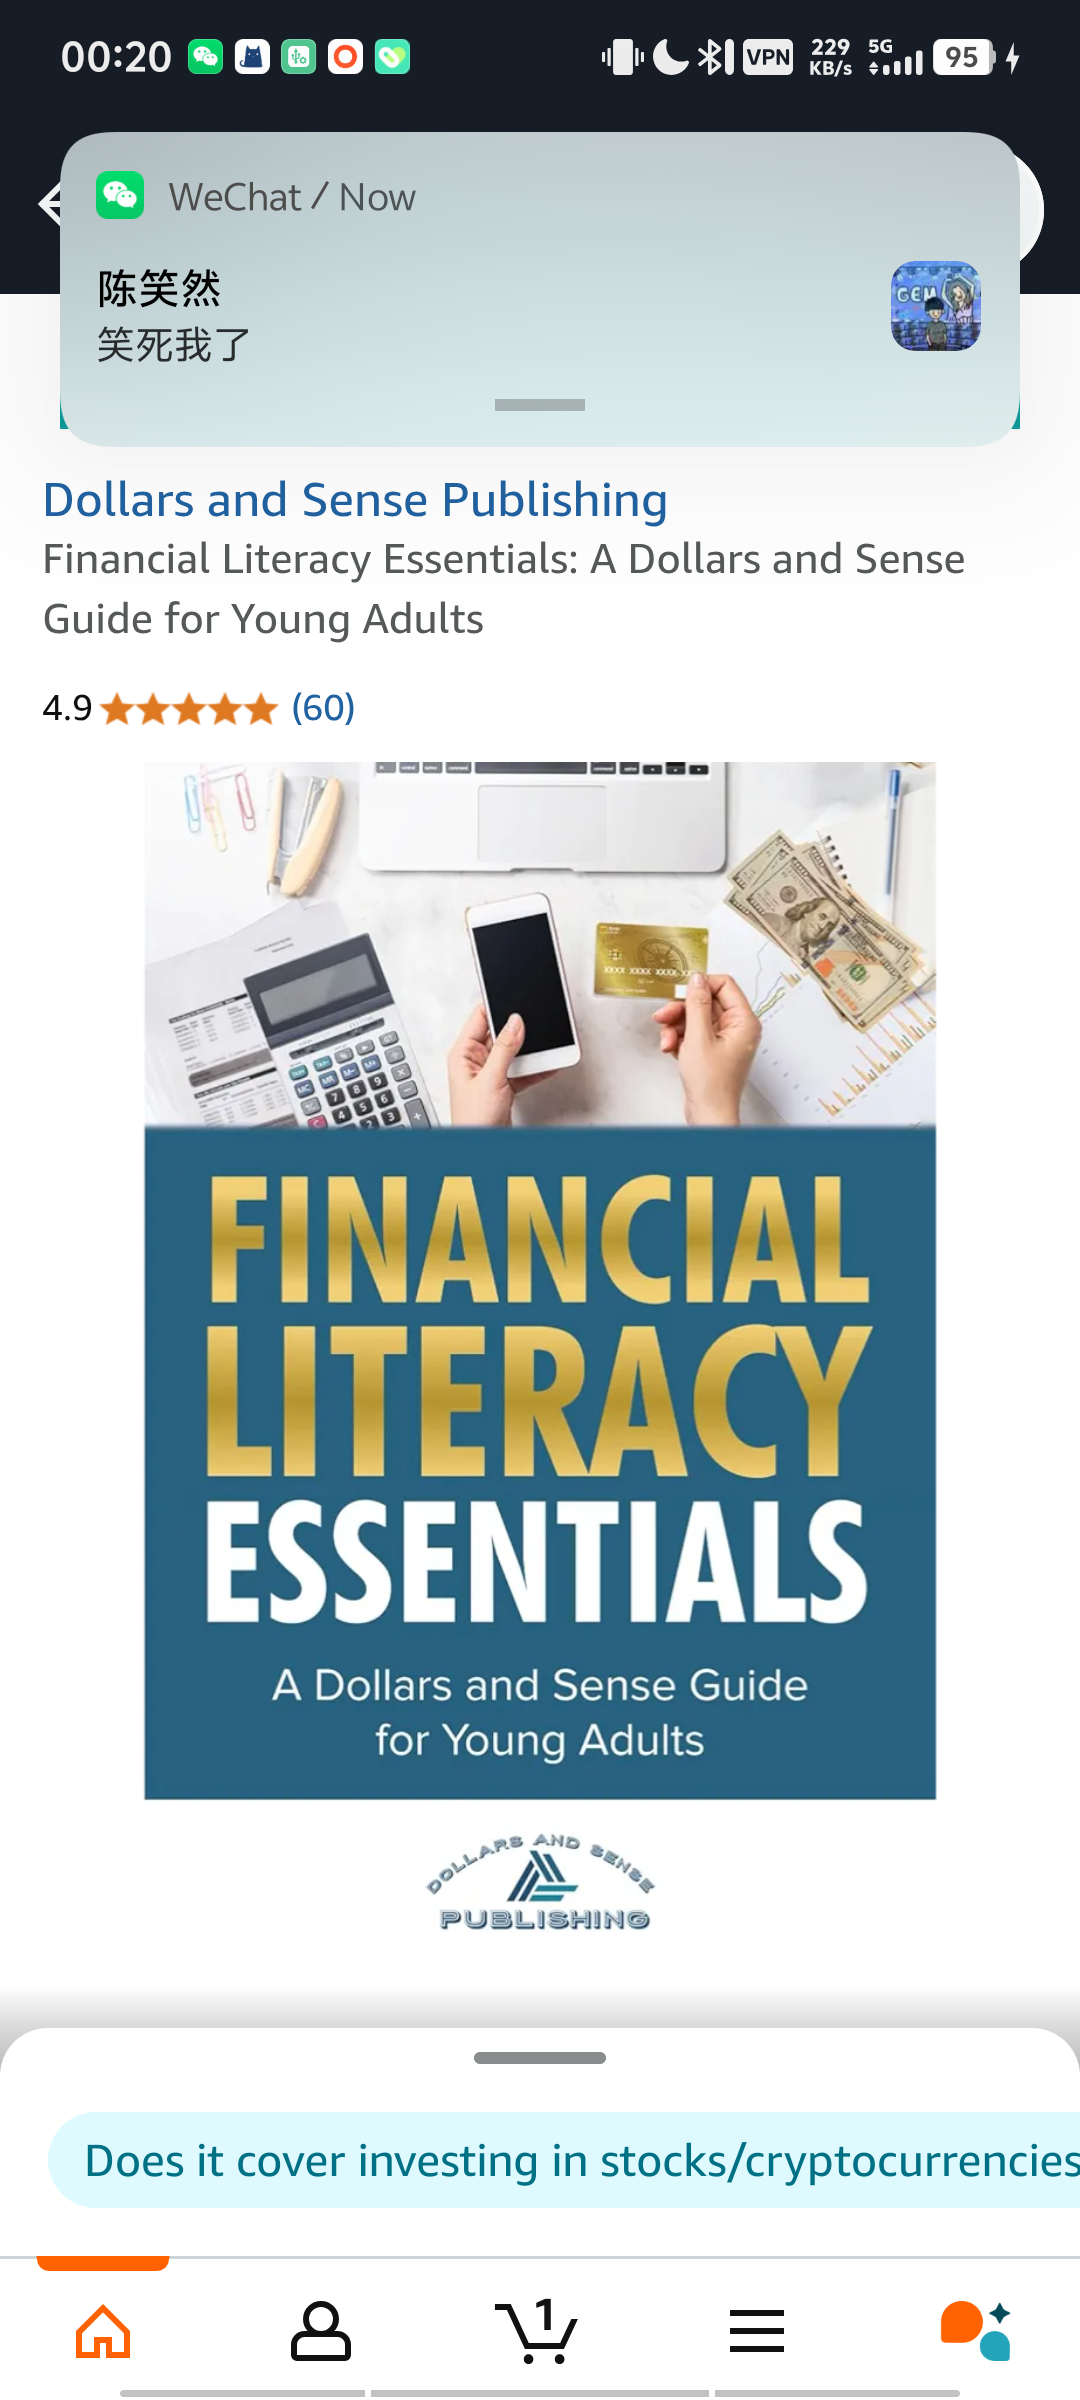 00:20
VPN
229
KB/s
5G
95
WeChat / Now
陈笑然
笑死我了
GEM
Dollars and Sense Publishing
Financial Literacy Essentials: A Dollars and Sense
Guide for Young Adults
4.9
(60)
FINANCIAL
LITERACY
ESSENTIALS
A Dollars and Sense Guide
for Young Adults
DOLLARS AND SENSE
PUBLISHING
Does it cover investing in stocks/cryptocurrencies
1